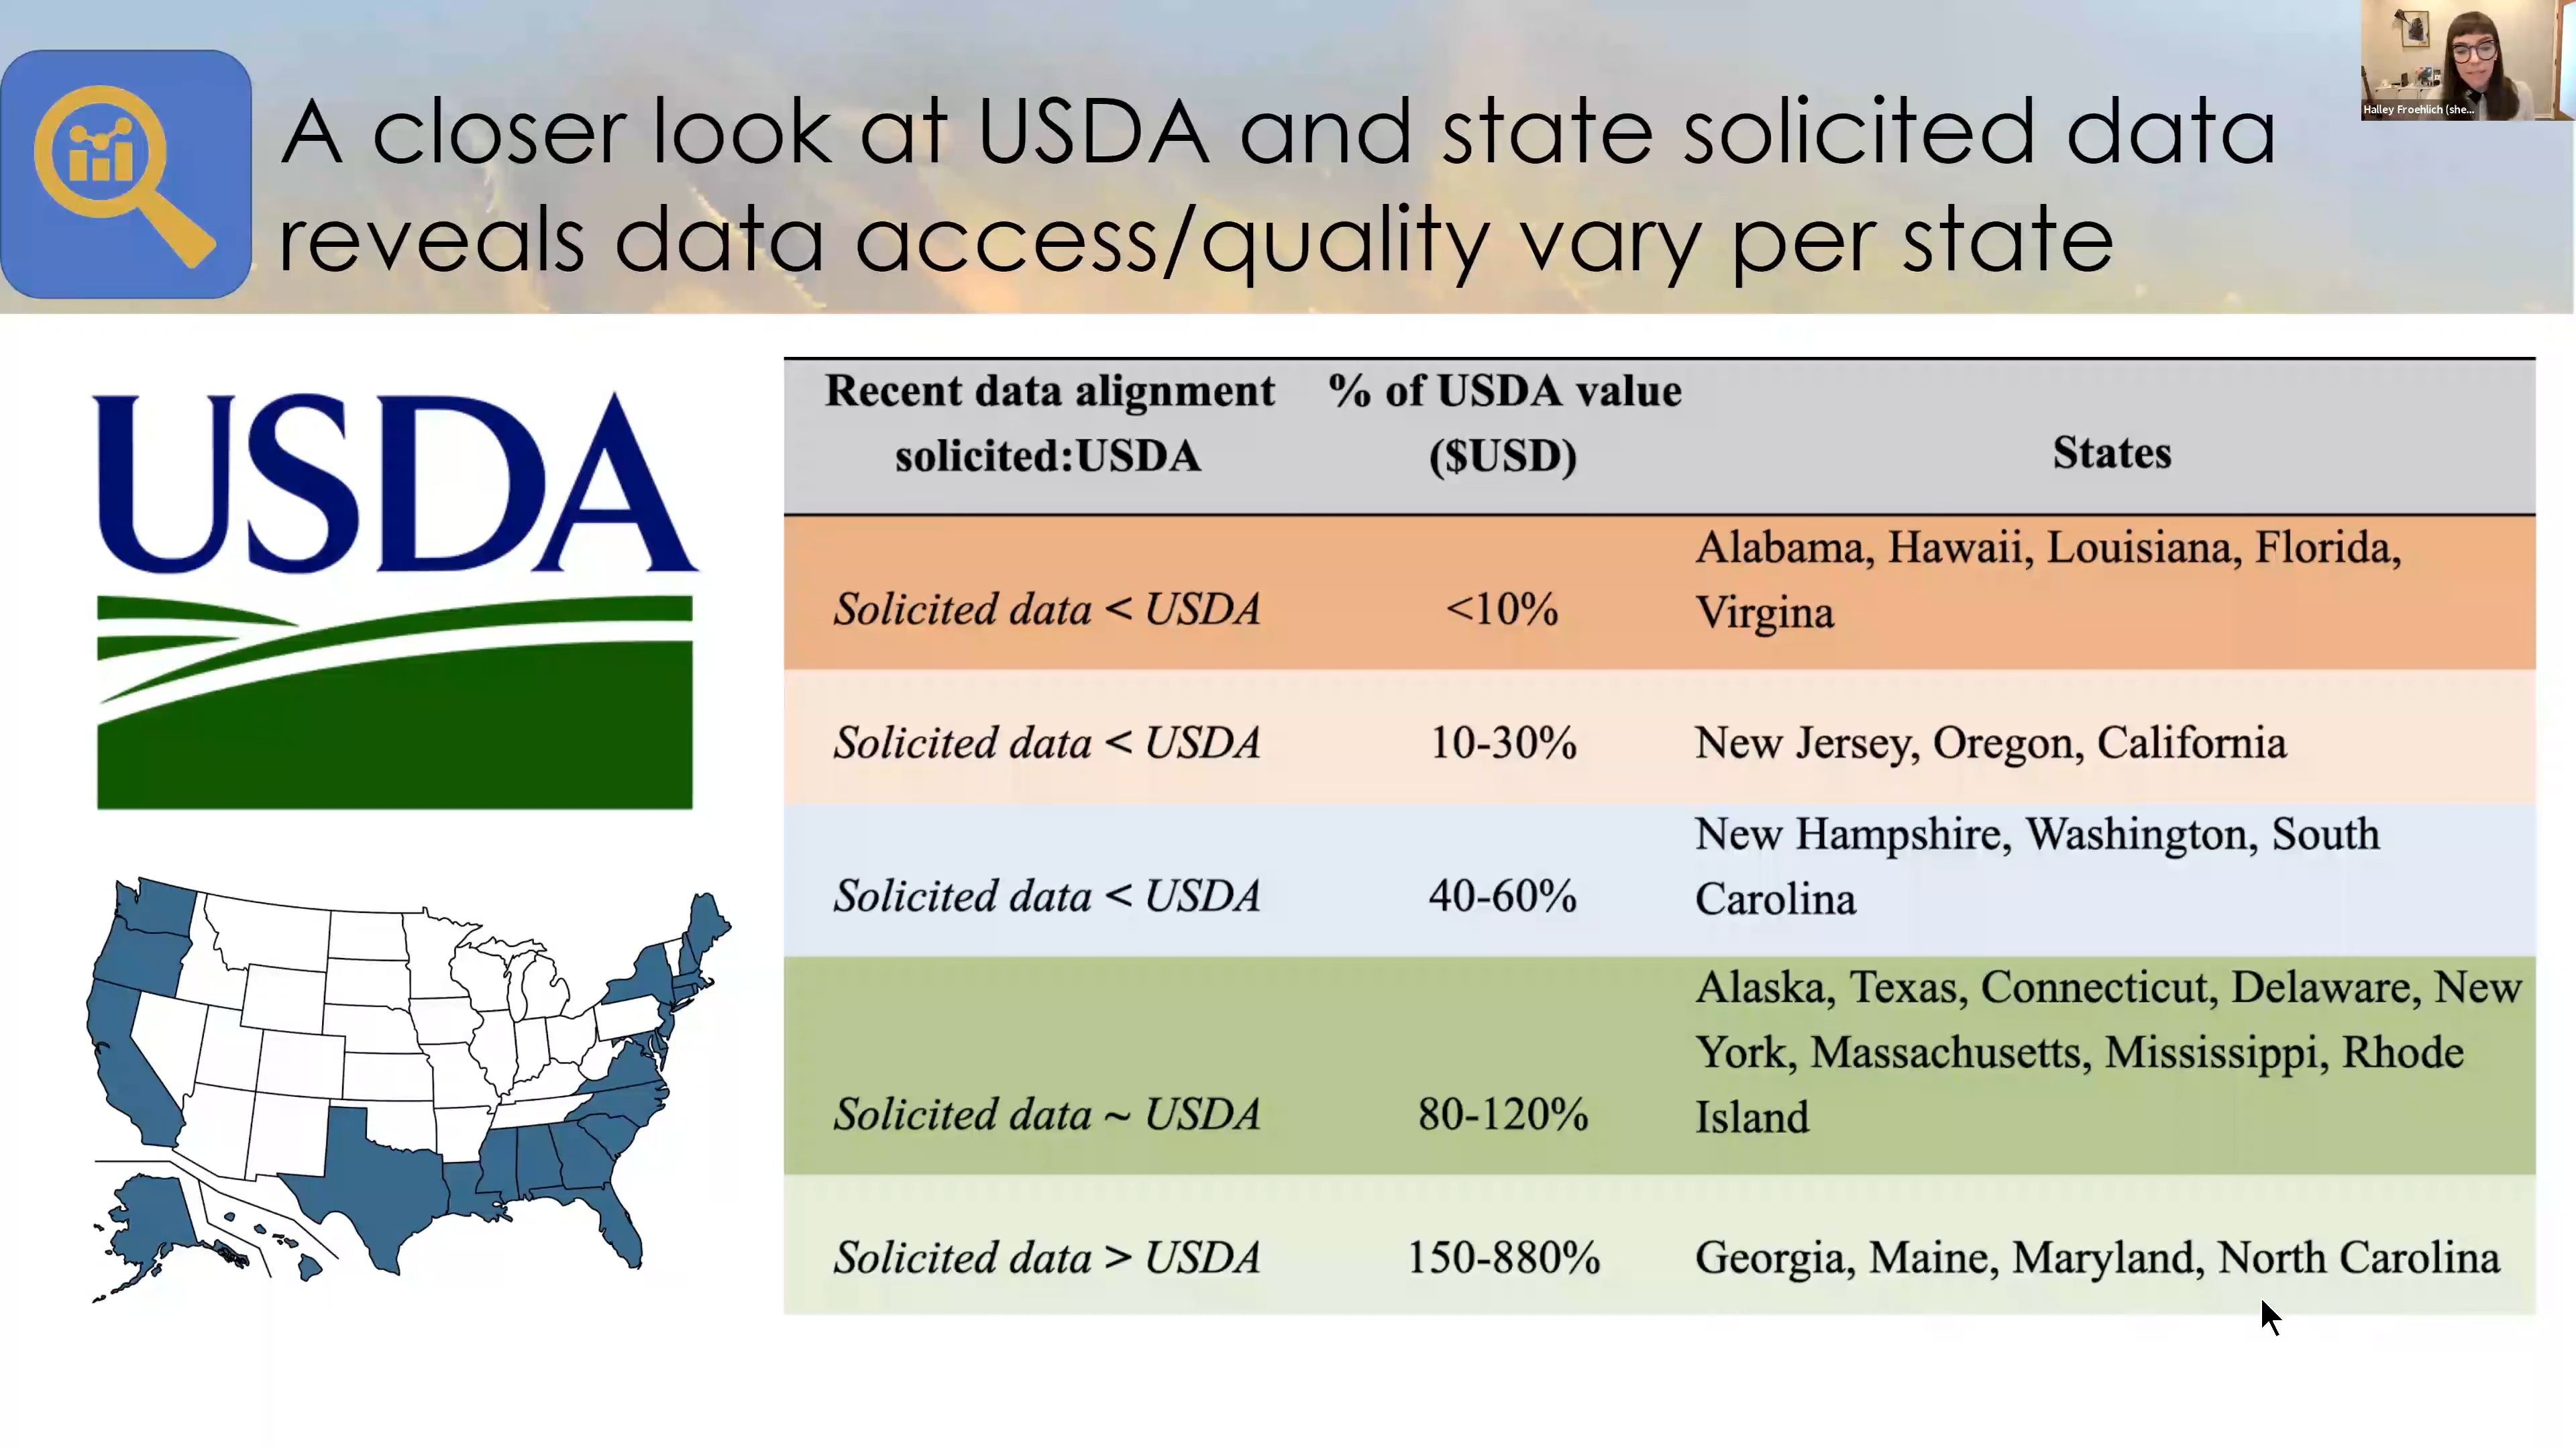 A closer look at USDA and state solicited data
reveals data access/quality vary per state
Halley Froehlich (she...
USDA
Recent data alignment
solicited:USDA
% of USDA value
($USD)
States
Solicited data < USDA
<10%
Alabama, Hawaii, Louisiana, Florida,
Virgina
Solicited data < USDA
10-30%
New Jersey, Oregon, California
Solicited data < USDA
40-60%
New Hampshire, Washington, South
Carolina
Solicited data ~ USDA
80-120%
Alaska, Texas, Connecticut, Delaware, New
York, Massachusetts, Mississippi, Rhode
Island
Solicited data > USDA
150-880%
Georgia, Maine, Maryland, North Carolina